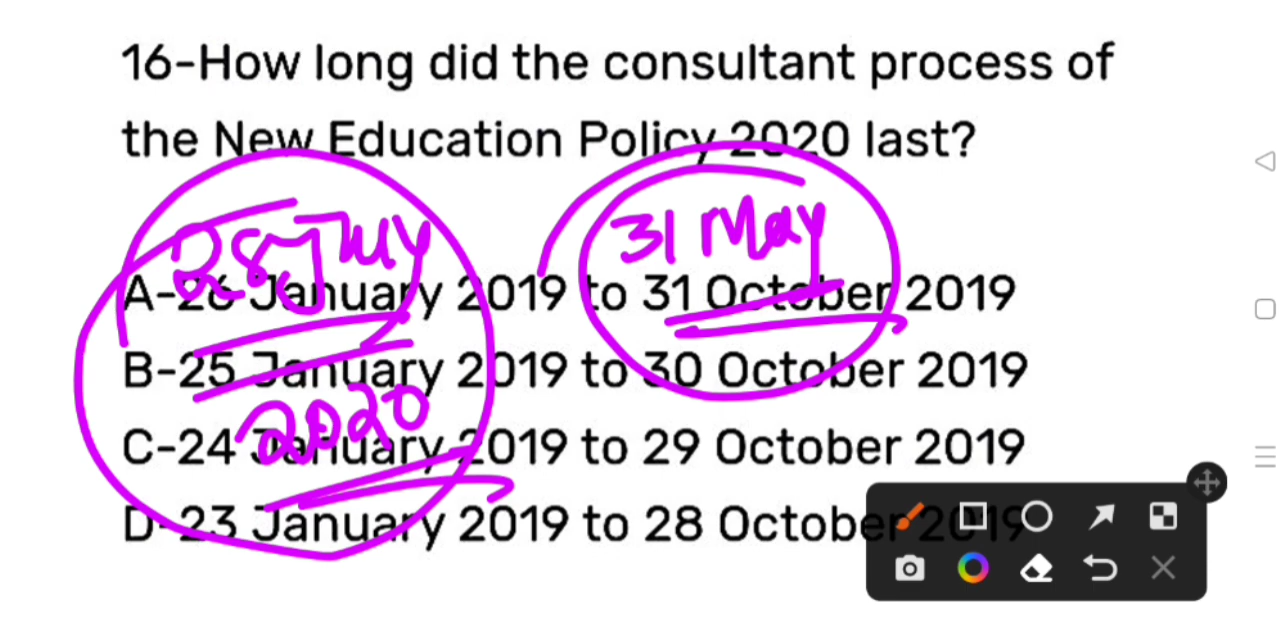 16-How long did the consultant process of
the New Education Policy 2020 last?
28 July
31 May
A-26 January 2019 to 31 October 2019
B-25 January 2019 to 30 October 2019
2020
C-24 January 2019 to 29 October 2019
D-23 January 2019 to 28 October 2019